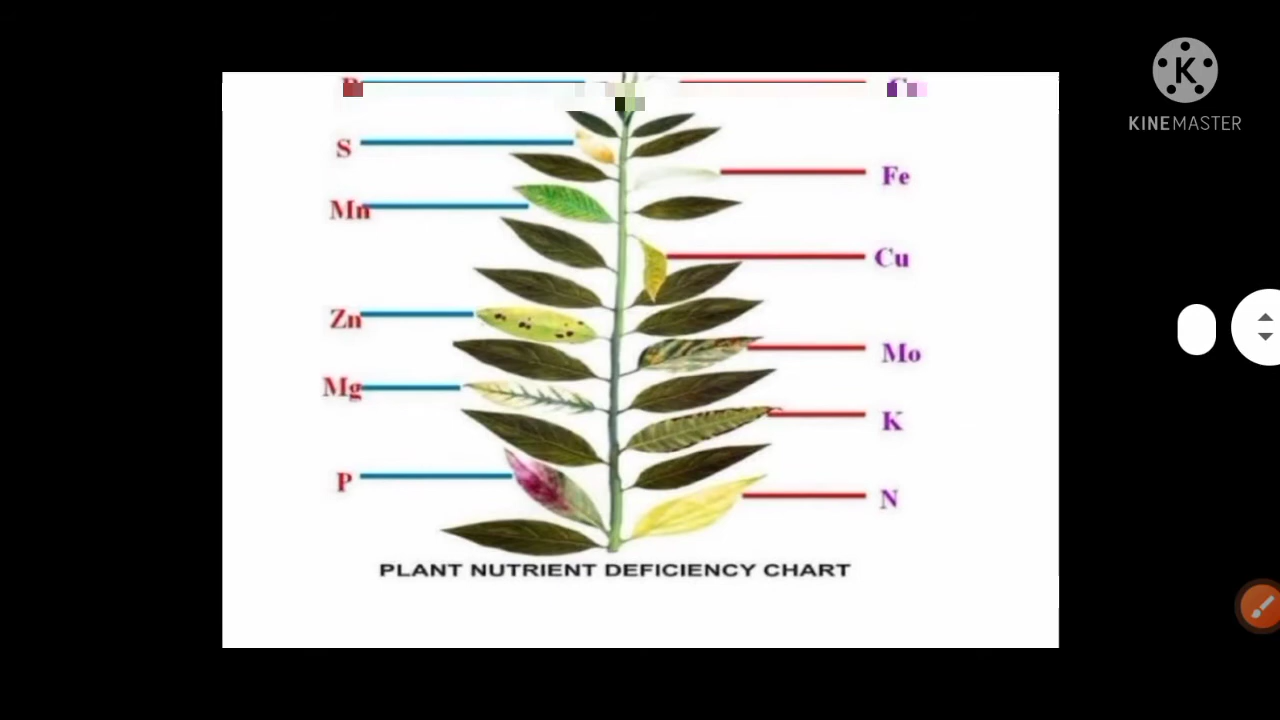 K
KINEMASTER
S
Fe
Mn
Cu
Zn
Mo
Mg
K
P
N
PLANT NUTRIENT DEFICIENCY CHART